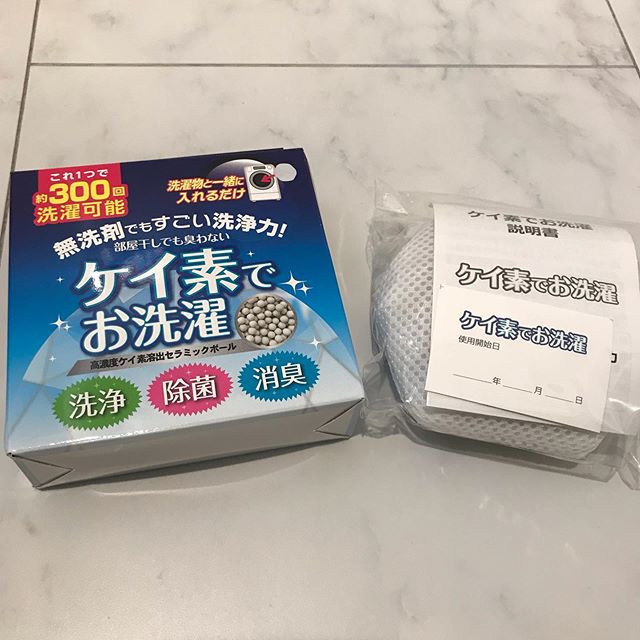 これ1つで
約300回
洗濯可能
洗濯物と一緒に
入れるだけ
無洗剤でもすごい洗浄力!
部屋干しでも臭わない
ケイ素で
お洗濯
高濃度ケイ素溶出セラミックボール
洗浄
除菌
消臭
ケイ素でお洗濯
説明書
ケイ素でお洗濯
ケイ素でお洗濯
使用開始日
年 月 日